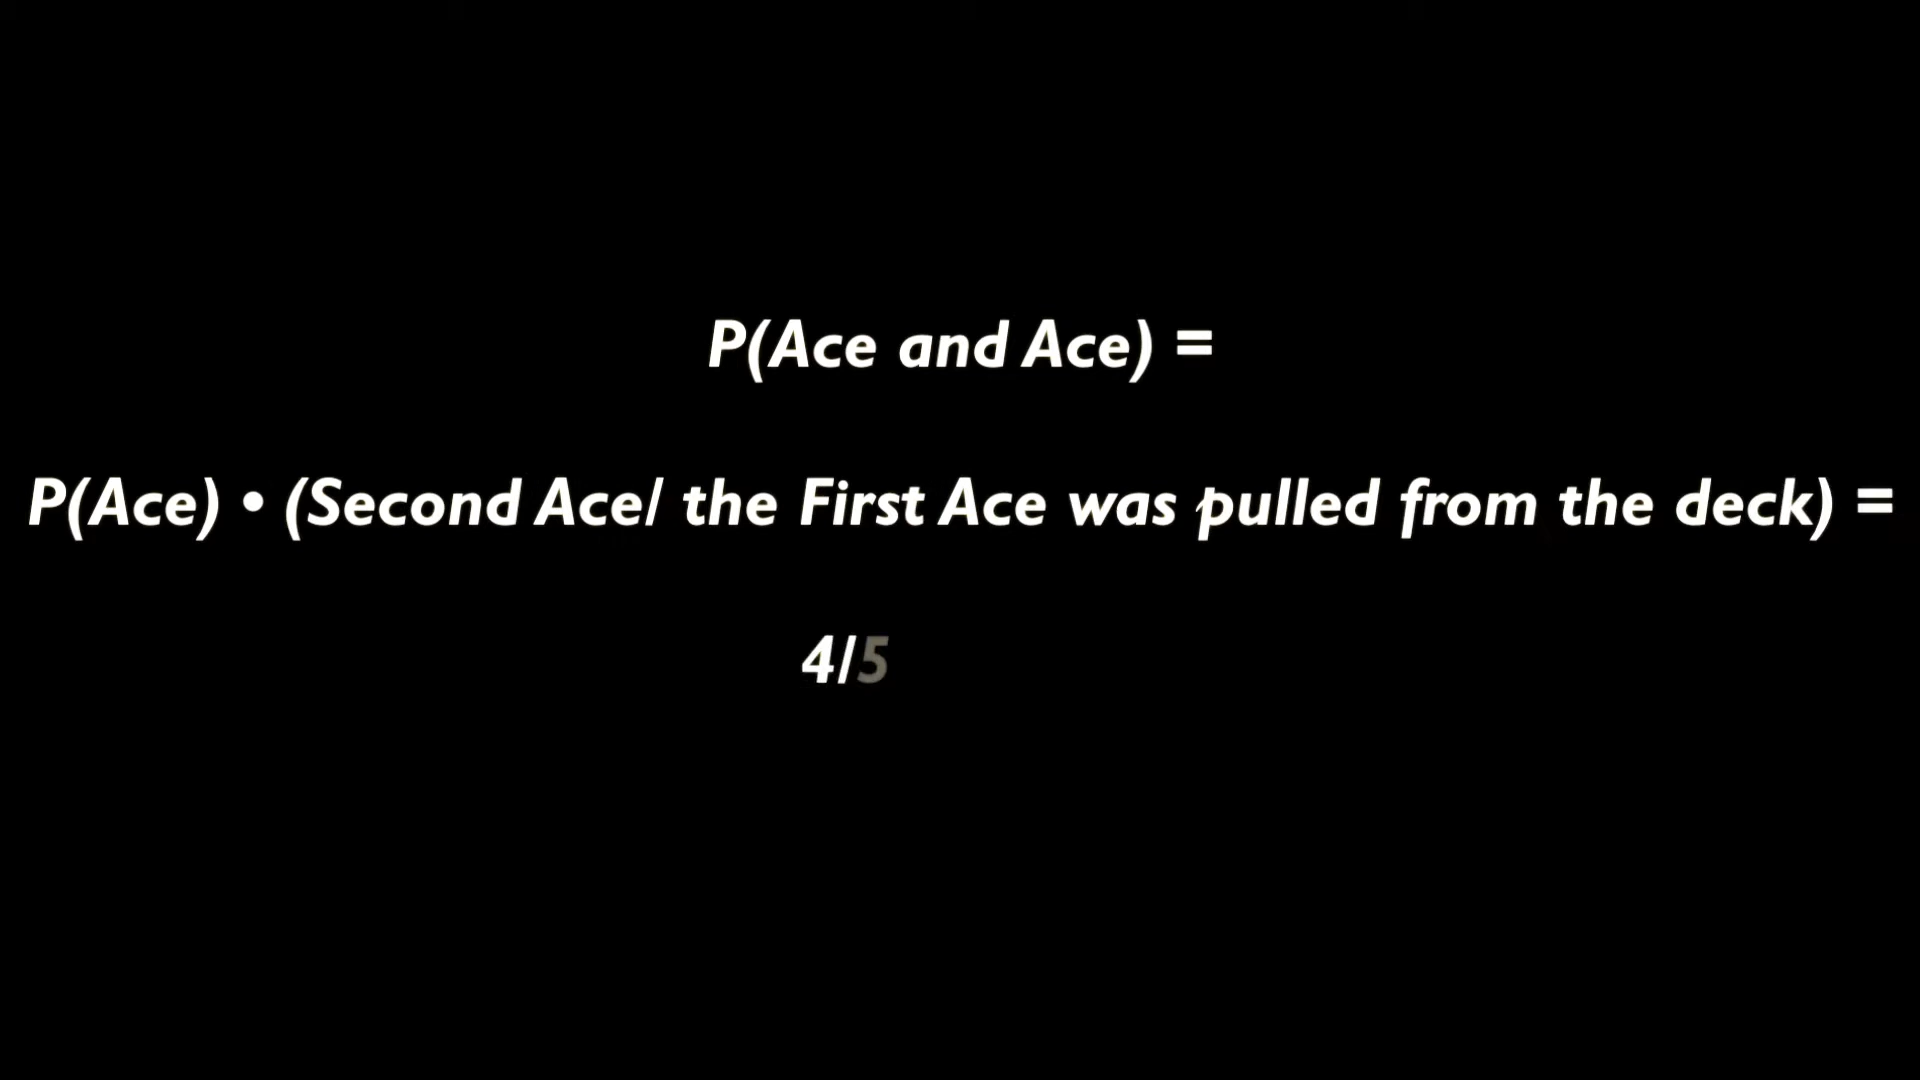 P(Ace and Ace) =
P(Ace) • (Second Ace/ the First Ace was pulled from the deck) =
4/5